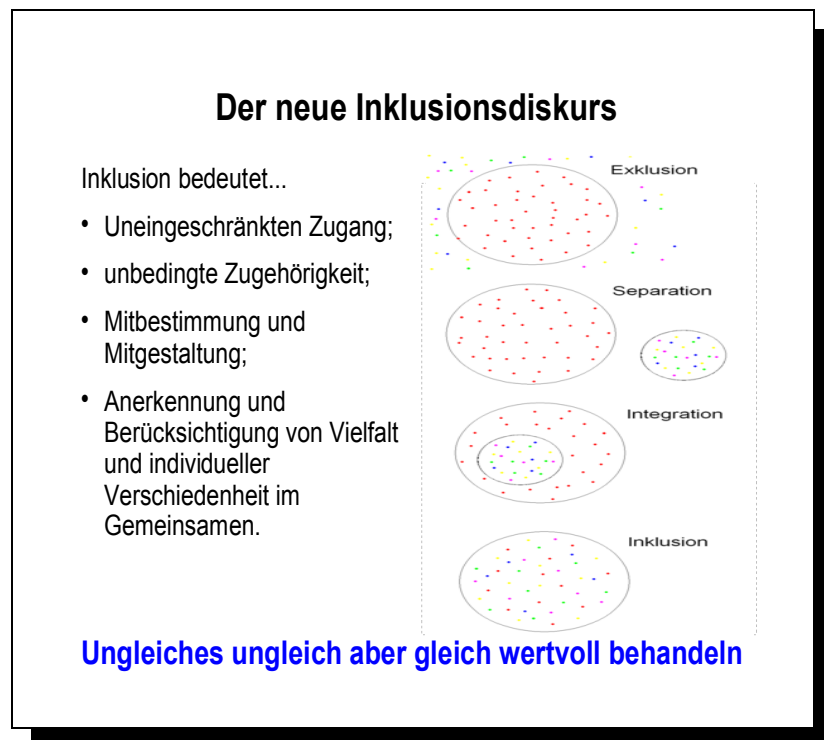 Der neue Inklusionsdiskurs
Inklusion bedeutet...
• Uneingeschränkten Zugang;
• unbedingte Zugehörigkeit;
• Mitbestimmung und
Mitgestaltung;
• Anerkennung und
Berücksichtigung von Vielfalt
und individueller
Verschiedenheit im
Gemeinsamen.
Exklusion
Separation
Integration
Inklusion
Ungleiches ungleich aber gleich wertvoll behandeln